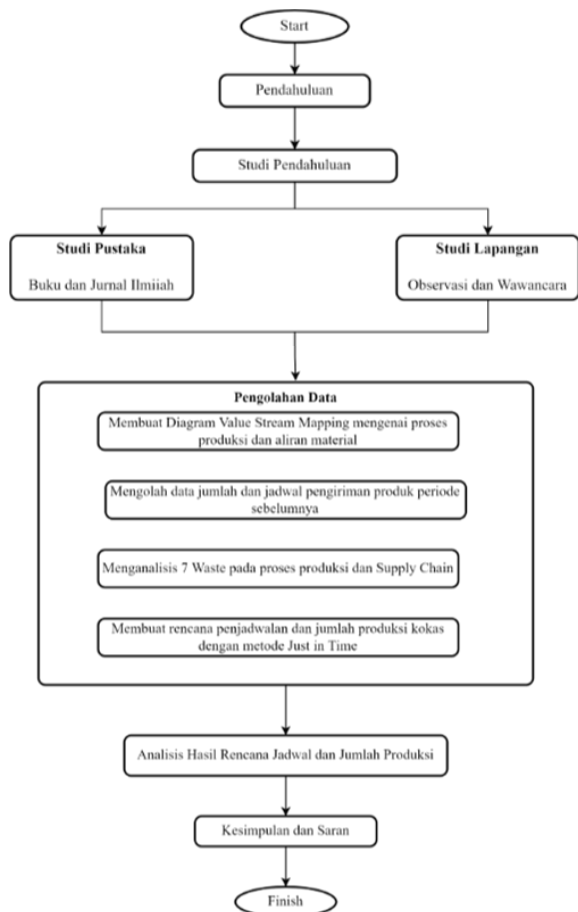 Start
Pendahuluan
Studi Pendahuluan
Studi Pustaka
Buku dan Jurnal Ilmiiah
Studi Lapangan
Observasi dan Wawancara
Pengolahan Data
Membuat Diagram Value Stream Mapping mengenai proses
produksi dan aliran material
Mengolah data jumlah dan jadwal pengiriman produk periode
sebelumnya
Menganalisis 7 Waste pada proses produksi dan Supply Chain
Membuat rencana penjadwalan dan jumlah produksi kokas
dengan metode Just in Time
Analisis Hasil Rencana Jadwal dan Jumlah Produksi
Kesimpulan dan Saran
Finish